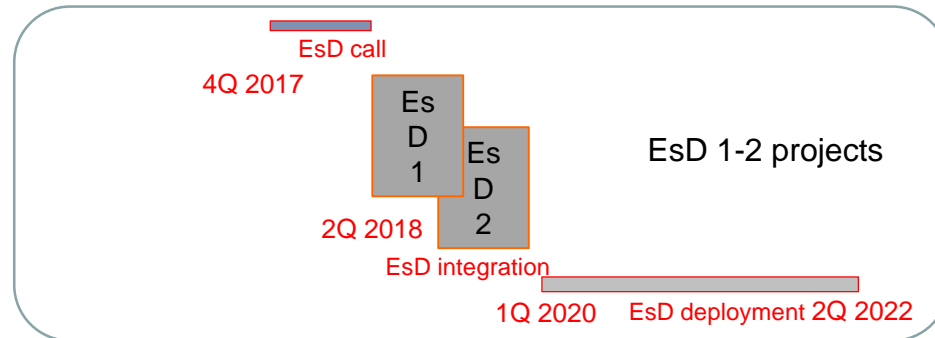 EsD call
4Q 2017
Es
D
1
Es
D
2
EsD 1-2 projects
2Q 2018
EsD integration
1Q 2020
EsD deployment
2Q 2022